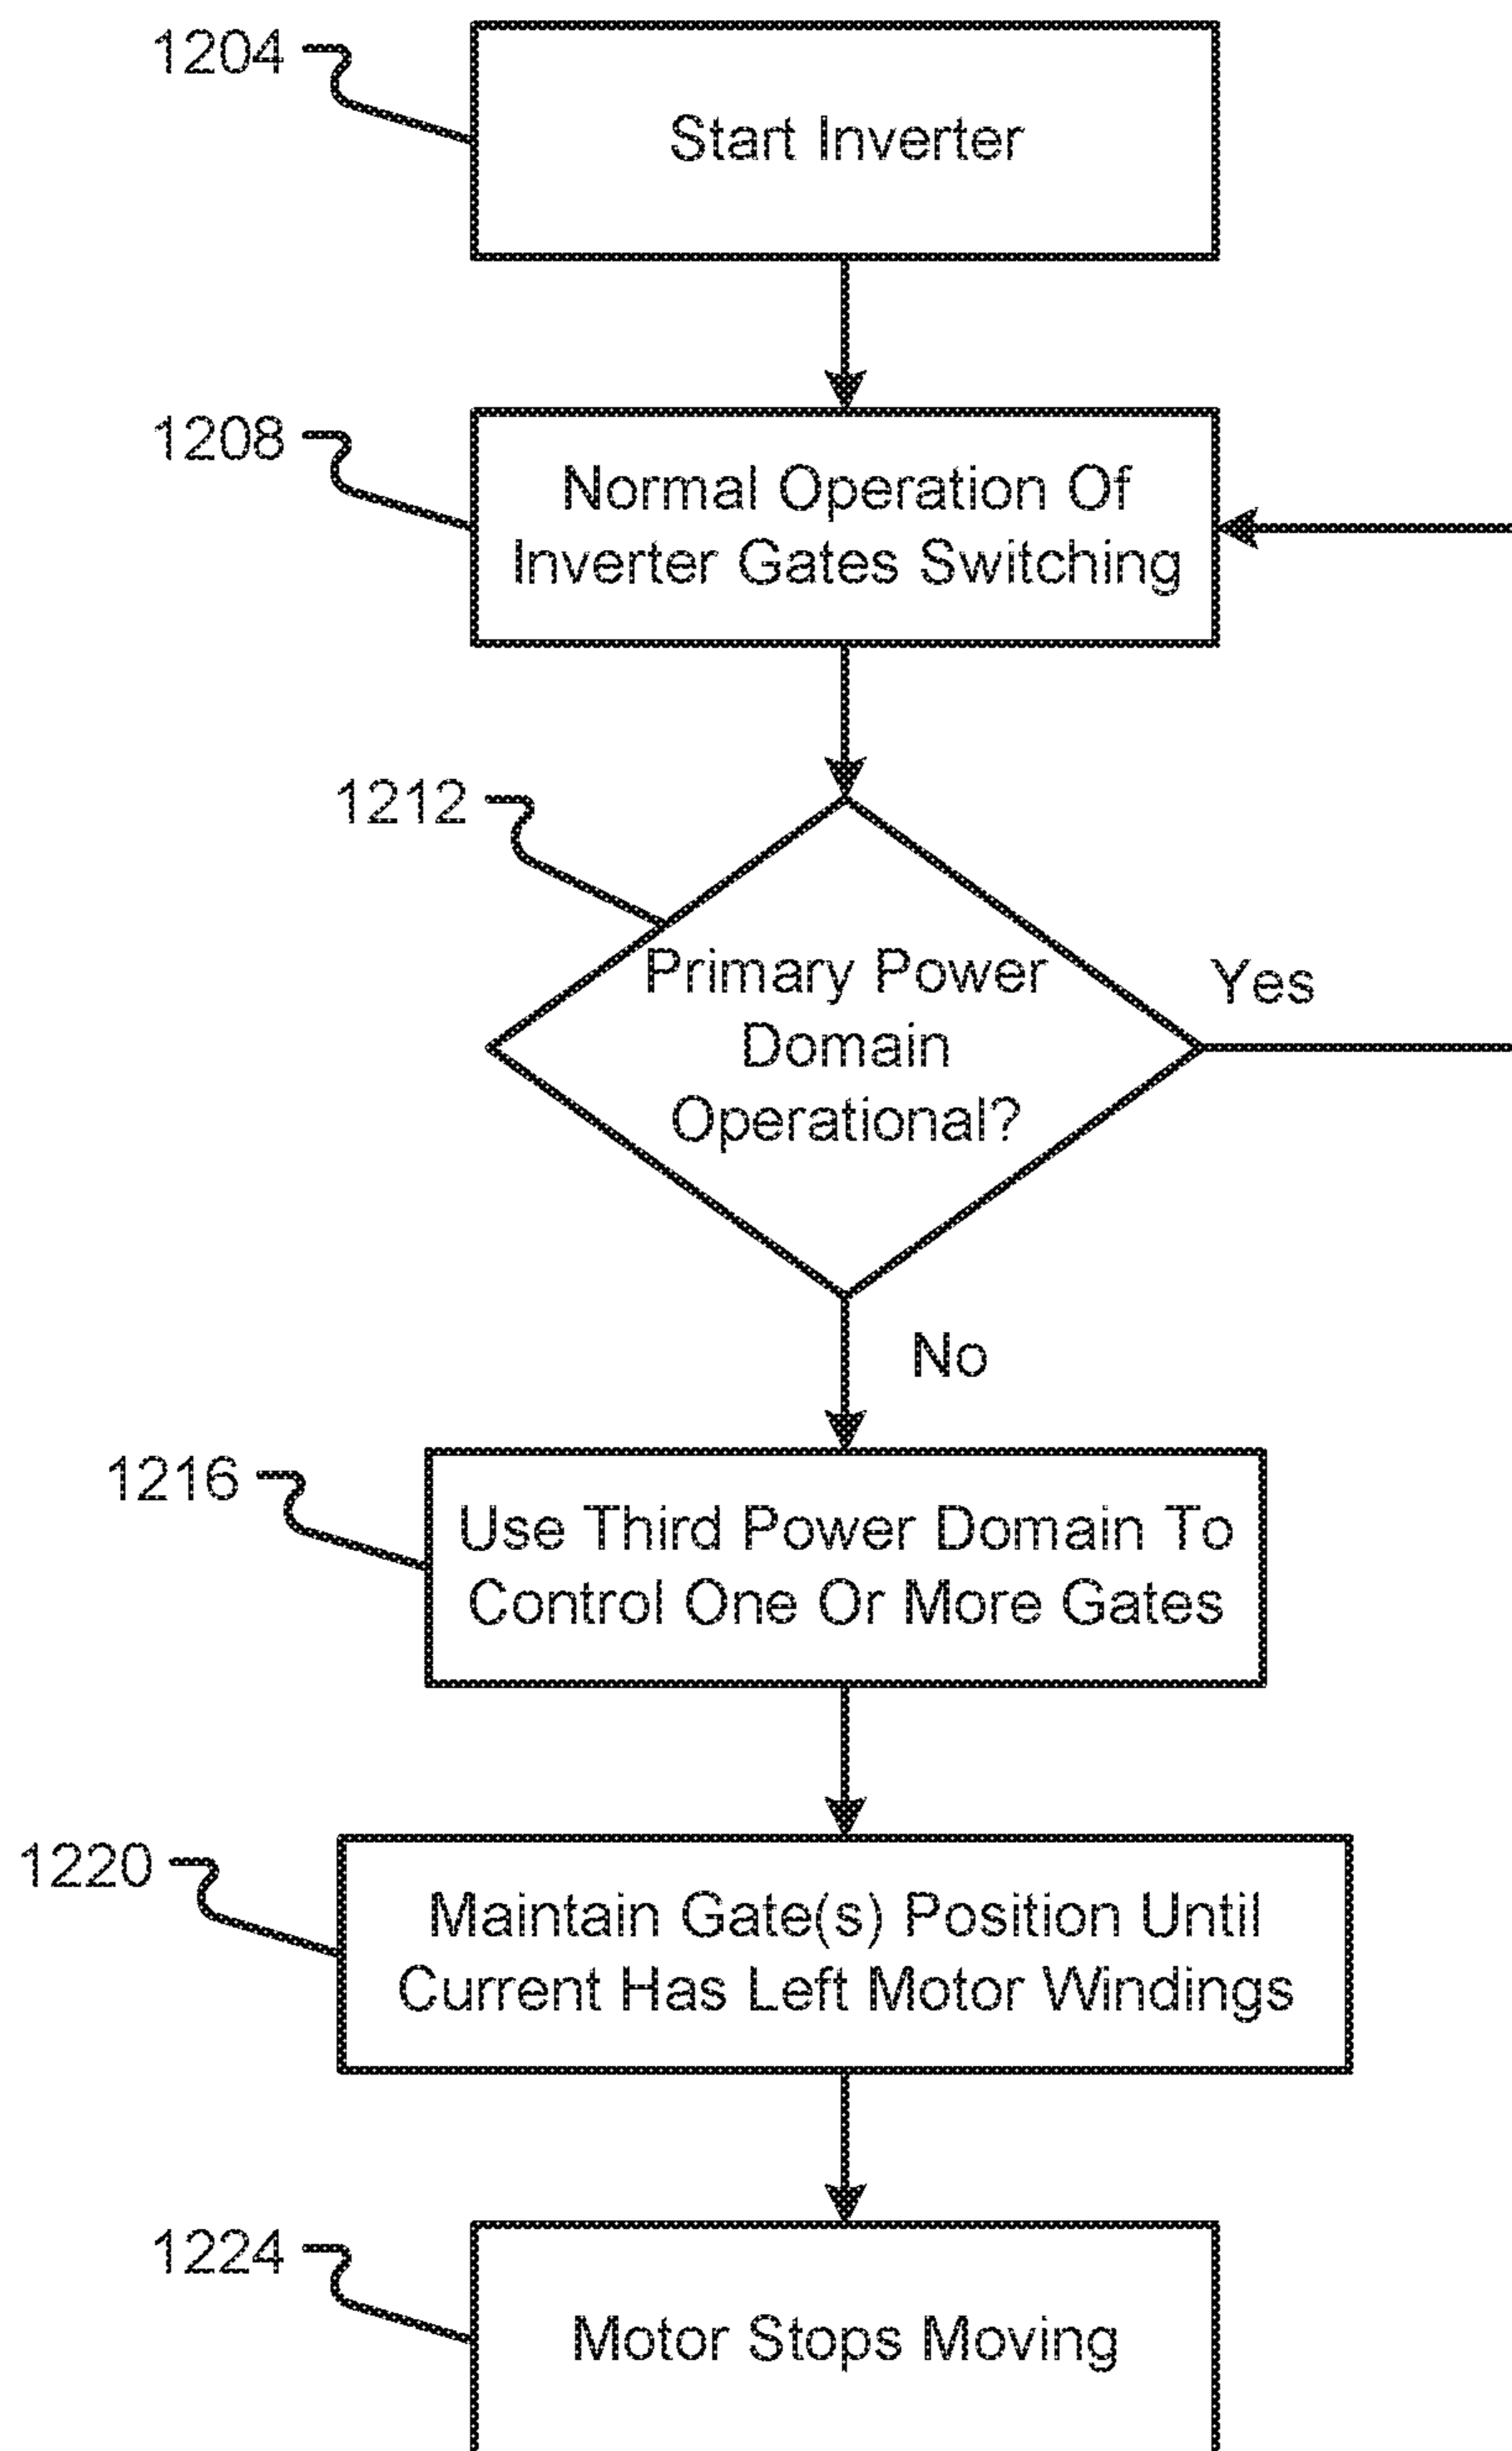 1204
Start Inverter
1208
Normal Operation Of
Inverter Gates Switching
1212
Primary Power
Domain
Operational?
Yes
No
1216
Use Third Power Domain To
Control One Or More Gates
1220
Maintain Gate(s) Position Until
Current Has Left Motor Windings
1224
Motor Stops Moving